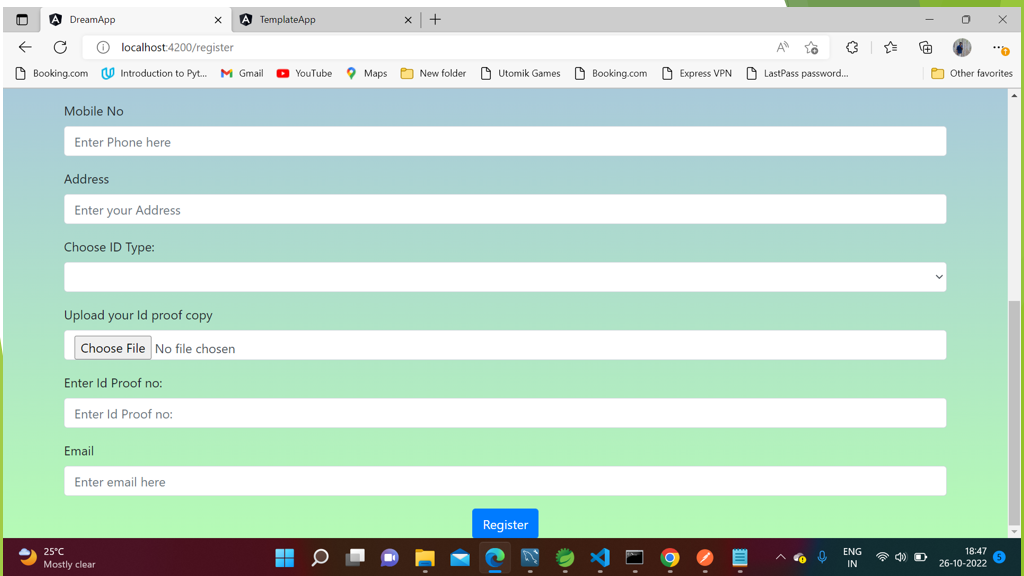 DreamApp
TemplateApp
localhost:4200/register
Booking.com
Introduction to Pyt...
Gmail
YouTube
Maps
New folder
Utomik Games
Booking.com
Express VPN
LastPass password...
Other favorites
Mobile No
Enter Phone here
Address
Enter your Address
Choose ID Type:
Upload your Id proof copy
Choose File No file chosen
Enter Id Proof no:
Enter Id Proof no:
Email
Enter email here
Register
25°C
Mostly clear
ENG
IN
18:47
26-10-2022
5